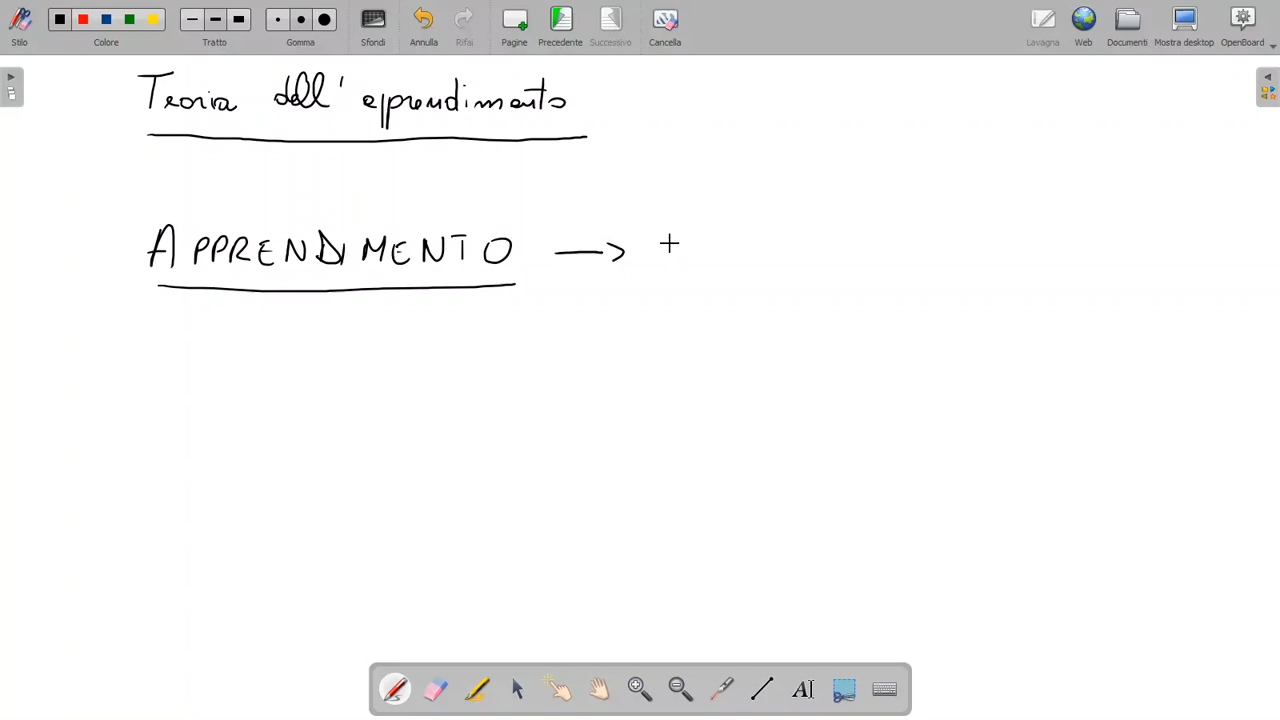 Stilo Colore Tratto Gomma Sfondi Annulla Rifai Pagine Precedente Successivo Cancella Lavagna Web Documenti Mostra desktop OpenBoard
Teoria dell' apprendimento
APPRENDIMENTO →